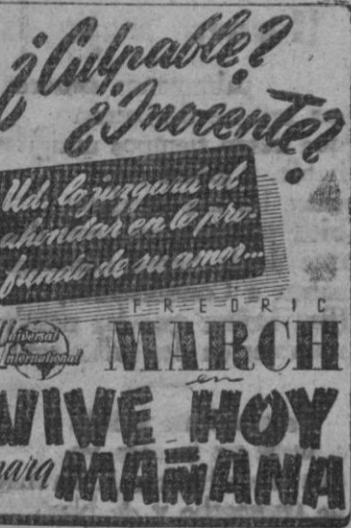 ¿Culpable?
¿Inocente?
Ud. lo juzgará al
ahondar en lo pro-
fundo de su amor...
FREDRIC
Universal
International
MARCH
en
VIVE HOY
para MAÑANA